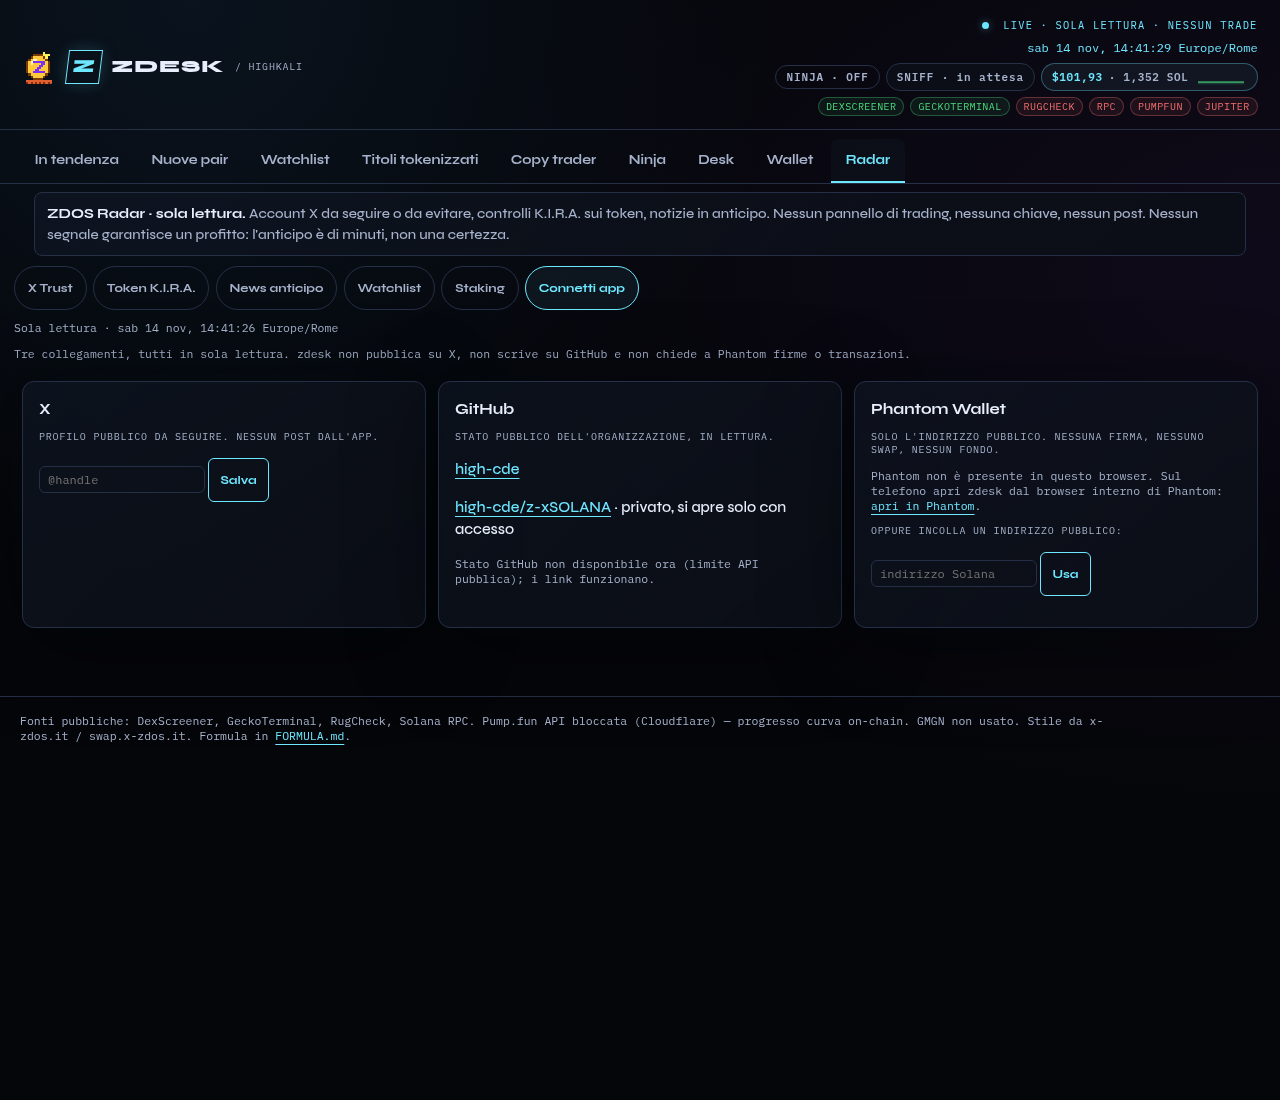 LIVE · SOLA LETTURA · NESSUN TRADE
sab 14 nov, 14:41:29 Europe/Rome
Z ZDESK / HIGHKALI
NINJA · OFF SNIFF · in attesa $101,93 · 1,352 SOL
DEXSCREENER GECKOTERMINAL RUGCHECK RPC PUMPFUN JUPITER
In tendenza Nuove pair Watchlist Titoli tokenizzati Copy trader Ninja Desk Wallet Radar
ZDOS Radar · sola lettura. Account X da seguire o da evitare, controlli K.I.R.A. sui token, notizie in anticipo. Nessun pannello di trading, nessuna chiave, nessun post. Nessun
segnale garantisce un profitto: l'anticipo è di minuti, non una certezza.
X Trust Token K.I.R.A. News anticipo Watchlist Staking Connetti app
Sola lettura · sab 14 nov, 14:41:26 Europe/Rome
Tre collegamenti, tutti in sola lettura. zdesk non pubblica su X, non scrive su GitHub e non chiede a Phantom firme o transazioni.
X
PROFILO PUBBLICO DA SEGUIRE. NESSUN POST DALL'APP.
@handle Salva
GitHub
STATO PUBBLICO DELL'ORGANIZZAZIONE, IN LETTURA.
high-cde
high-cde/z-xSOLANA · privato, si apre solo con
accesso
Stato GitHub non disponibile ora (limite API
pubblica); i link funzionano.
Phantom Wallet
SOLO L'INDIRIZZO PUBBLICO. NESSUNA FIRMA, NESSUNO
SWAP, NESSUN FONDO.
Phantom non è presente in questo browser. Sul
telefono apri zdesk dal browser interno di Phantom:
apri in Phantom.
OPPURE INCOLLA UN INDIRIZZO PUBBLICO:
indirizzo Solana Usa
Fonti pubbliche: DexScreener, GeckoTerminal, RugCheck, Solana RPC. Pump.fun API bloccata (Cloudflare) — progresso curva on-chain. GMGN non usato. Stile da x-
zdos.it / swap.x-zdos.it. Formula in FORMULA.md.